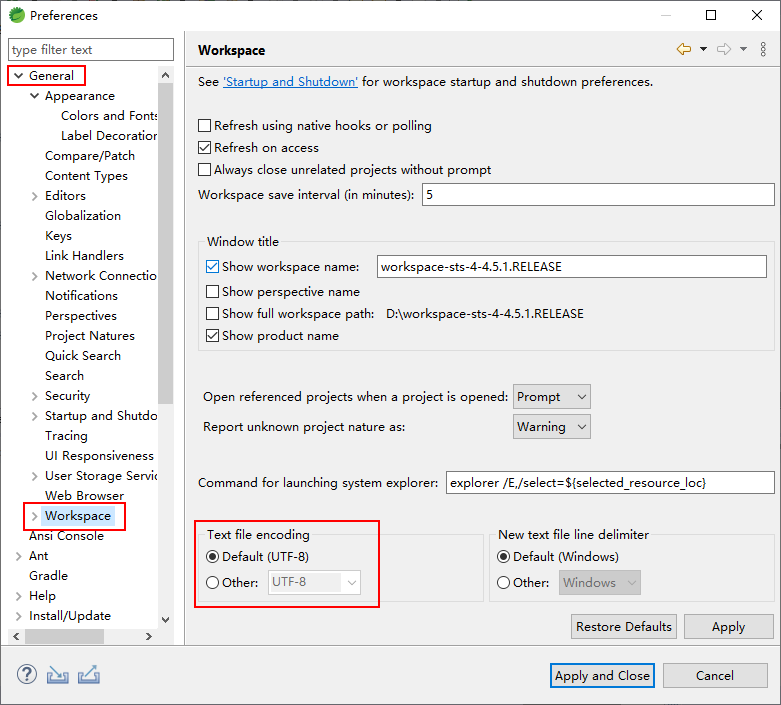 Preferences
type filter text
General
Appearance
Colors and Fonts
Label Decoration
Compare/Patch
Content Types
Editors
Globalization
Keys
Link Handlers
Network Connectio
Notifications
Perspectives
Project Natures
Quick Search
Search
Security
Startup and Shutdo
Tracing
UI Responsiveness
User Storage Servic
Web Browser
Workspace
Ansi Console
Ant
Gradle
Help
Install/Update
Workspace
See 'Startup and Shutdown' for workspace startup and shutdown preferences.
Refresh using native hooks or polling
Refresh on access
Always close unrelated projects without prompt
Workspace save interval (in minutes): 5
Window title
Show workspace name: workspace-sts-4-4.5.1.RELEASE
Show perspective name
Show full workspace path: D:\workspace-sts-4-4.5.1.RELEASE
Show product name
Open referenced projects when a project is opened: Prompt
Report unknown project nature as: Warning
Command for launching system explorer: explorer /E,/select=${selected_resource_loc}
Text file encoding
Default (UTF-8)
Other: UTF-8
New text file line delimiter
Default (Windows)
Other: Windows
Restore Defaults Apply
? Apply and Close Cancel